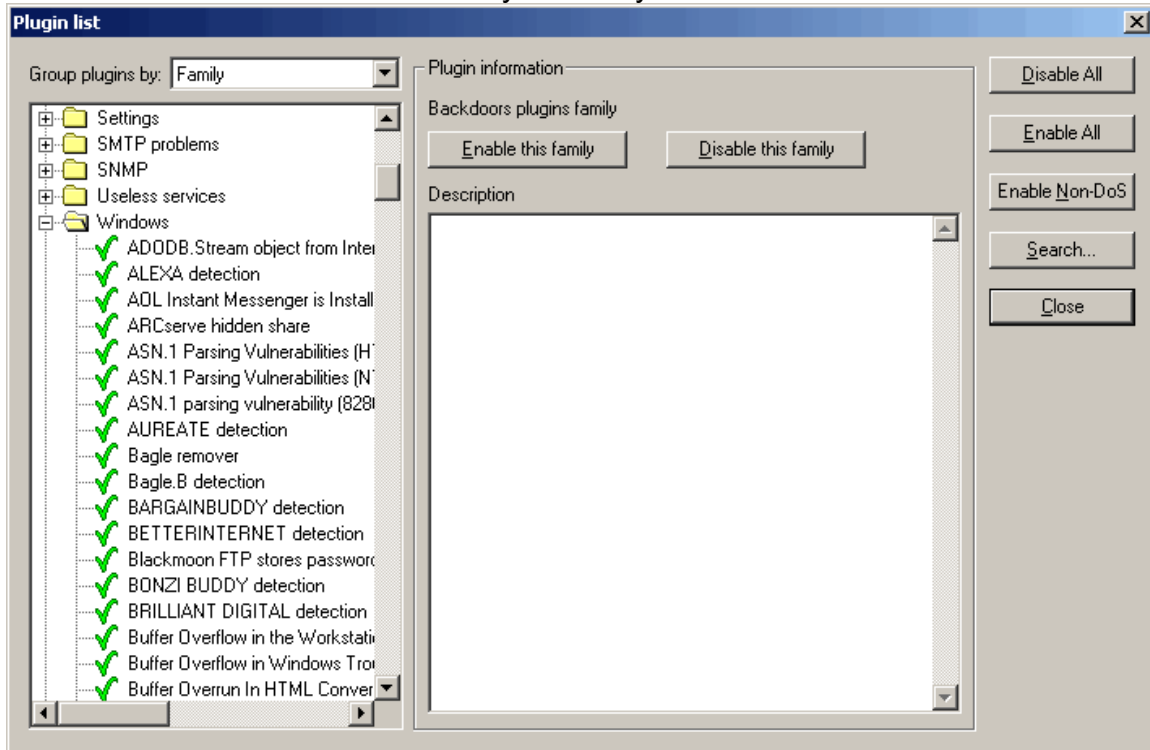 Plugin list
Group plugins by: Family
Settings
SMTP problems
SNMP
Useless services
Windows
ADODB.Stream object from Inter
ALEXA detection
AOL Instant Messenger is Install
ARCserve hidden share
ASN.1 Parsing Vulnerabilities (H
ASN.1 Parsing Vulnerabilities (N
ASN.1 parsing vulnerability (828
AUREATE detection
Bagle remover
Bagle.B detection
BARGAINBUDDY detection
BETTERINTERNET detection
Blackmoon FTP stores password
BONZI BUDDY detection
BRILLIANT DIGITAL detection
Buffer Overflow in the Workstati
Buffer Overflow in Windows Tro
Buffer Overrun In HTML Conver
Plugin information
Backdoors plugins family
Enable this family
Disable this family
Description
Disable All
Enable All
Enable Non-DoS
Search...
Close